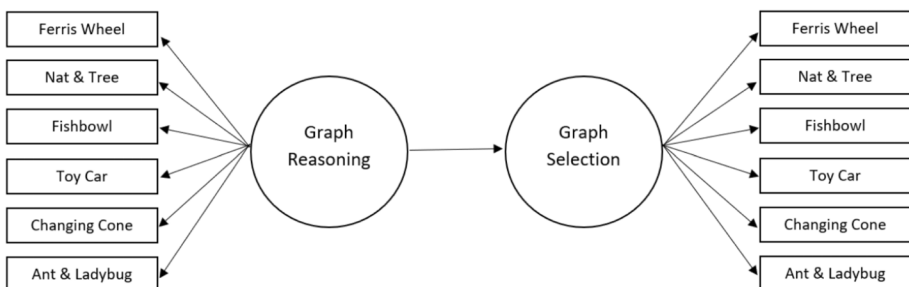 Ferris Wheel
Nat & Tree
Fishbowl
Toy Car
Changing Cone
Ant & Ladybug
Graph
Reasoning
Graph
Selection
Ferris Wheel
Nat & Tree
Fishbowl
Toy Car
Changing Cone
Ant & Ladybug